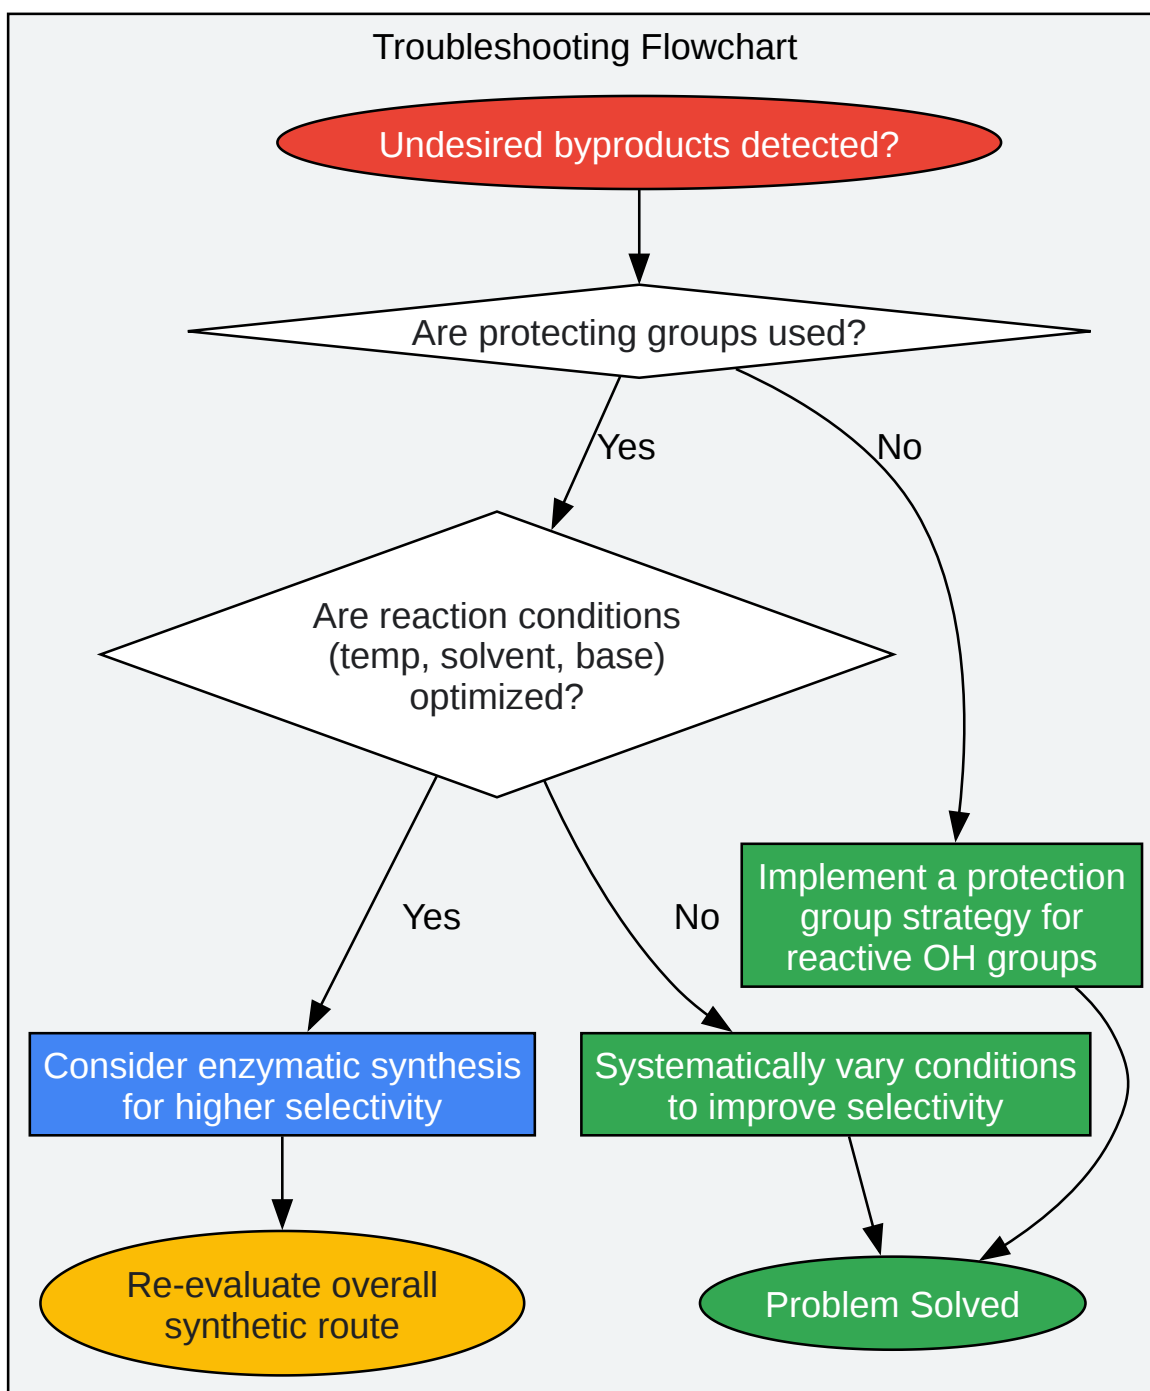 Troubleshooting Flowchart
Undesired byproducts detected?
Are protecting groups used?
Yes
No
Are reaction conditions
(temp, solvent, base)
optimized?
Yes
No
Implement a protection
group strategy for
reactive OH groups
Consider enzymatic synthesis
for higher selectivity
Systematically vary conditions
to improve selectivity
Re-evaluate overall
synthetic route
Problem Solved